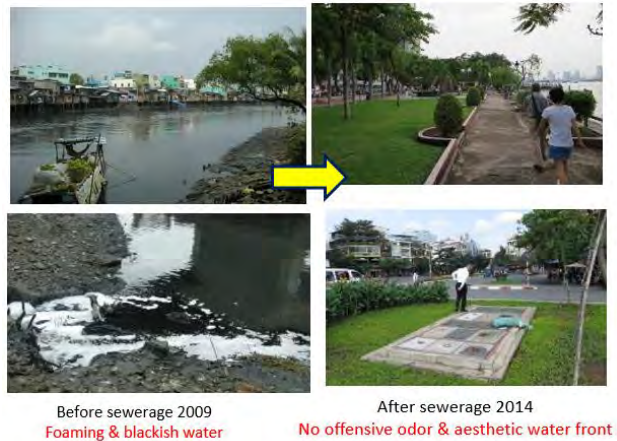 Before sewerage 2009
Foaming & blackish water
After sewerage 2014
No offensive odor & aesthetic water front